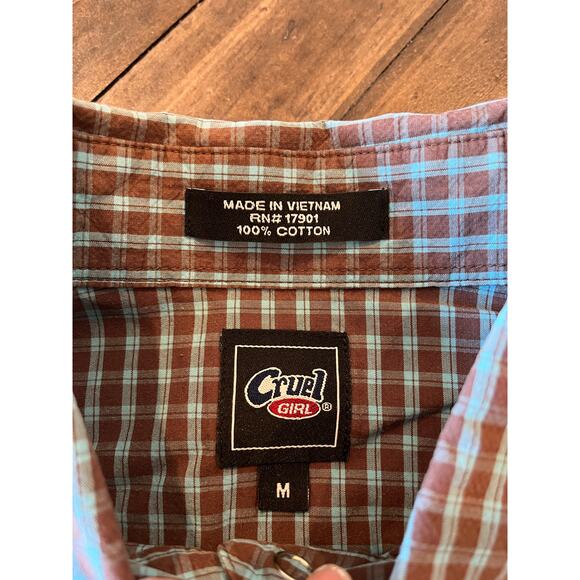 MADE IN VIETNAM
RN# 17901
100% COTTON
Cruel
GIRL ®
M